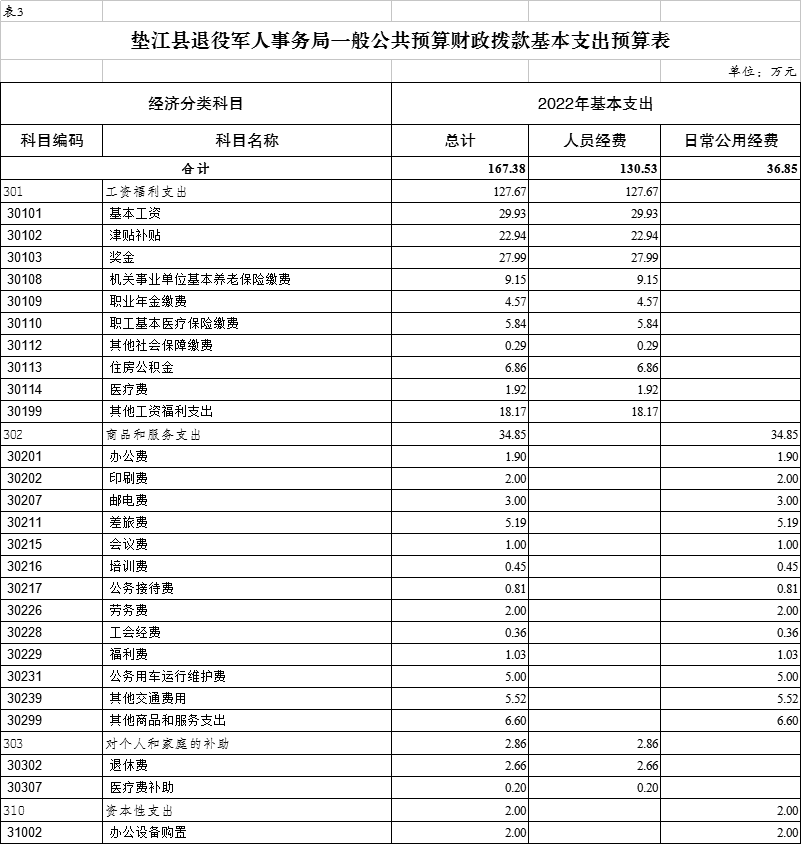 表3
垫江县退役军人事务局一般公共预算财政拨款基本支出预算表
单位：万元
经济分类科目 2022年基本支出
科目编码 科目名称 总计 人员经费 日常公用经费
合计 167.38 130.53 36.85
301 工资福利支出 127.67 127.67
30101 基本工资 29.93 29.93
30102 津贴补贴 22.94 22.94
30103 奖金 27.99 27.99
30108 机关事业单位基本养老保险缴费 9.15 9.15
30109 职业年金缴费 4.57 4.57
30110 职工基本医疗保险缴费 5.84 5.84
30112 其他社会保障缴费 0.29 0.29
30113 住房公积金 6.86 6.86
30114 医疗费 1.92 1.92
30199 其他工资福利支出 18.17 18.17
302 商品和服务支出 34.85 34.85
30201 办公费 1.90 1.90
30202 印刷费 2.00 2.00
30207 邮电费 3.00 3.00
30211 差旅费 5.19 5.19
30215 会议费 1.00 1.00
30216 培训费 0.45 0.45
30217 公务接待费 0.81 0.81
30226 劳务费 2.00 2.00
30228 工会经费 0.36 0.36
30229 福利费 1.03 1.03
30231 公务用车运行维护费 5.00 5.00
30239 其他交通费用 5.52 5.52
30299 其他商品和服务支出 6.60 6.60
303 对个人和家庭的补助 2.86 2.86
30302 退休费 2.66 2.66
30307 医疗费补助 0.20 0.20
310 资本性支出 2.00 2.00
31002 办公设备购置 2.00 2.00